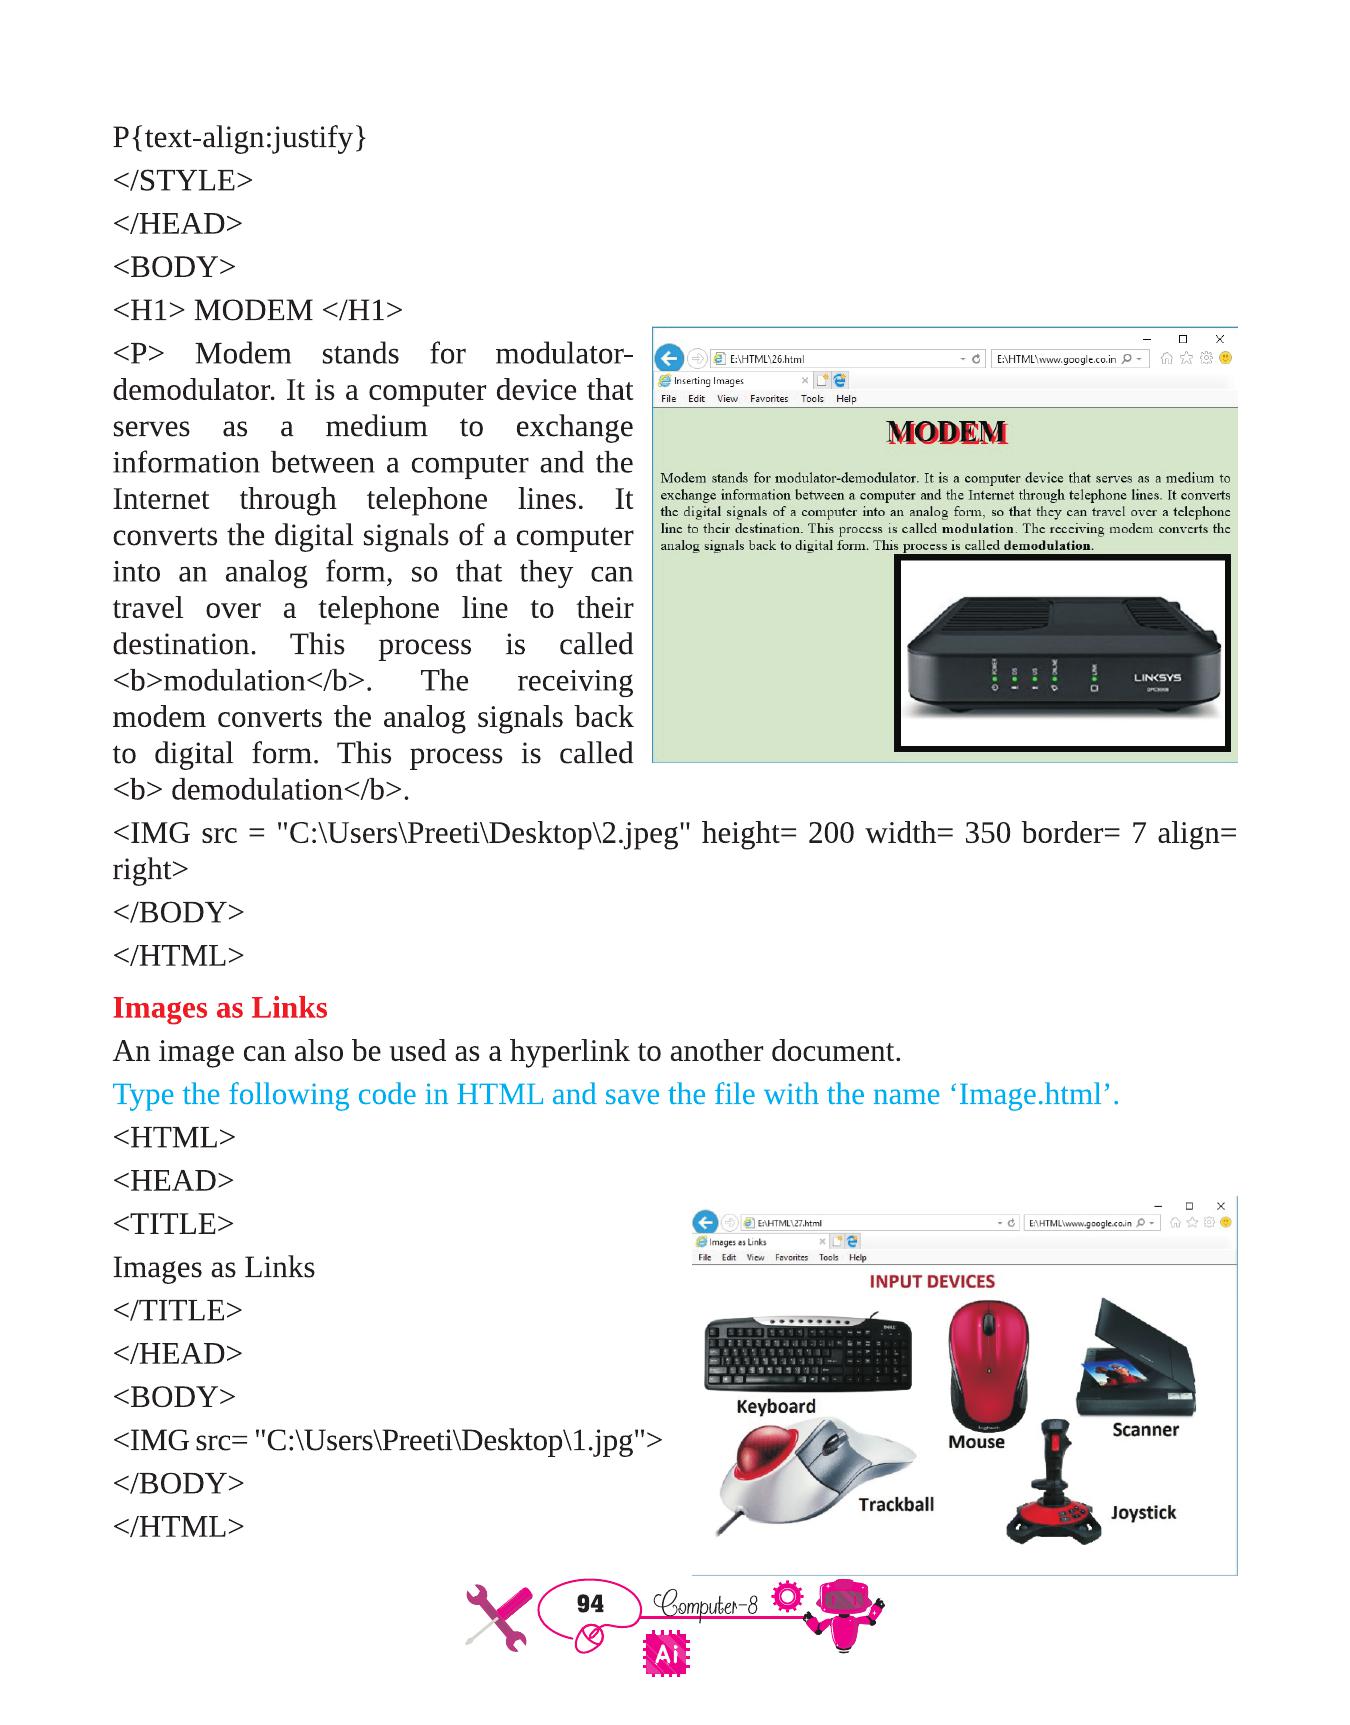 P{text-align:justify}
</STYLE>
</HEAD>
<BODY>
<H1> MODEM </H1>
<P> Modem stands for modulator-
demodulator. It is a computer device that
serves as a medium to exchange
information between a computer and the
Internet through telephone lines. It
converts the digital signals of a computer
into an analog form, so that they can
travel over a telephone line to their
destination. This process is called
<b>modulation</b>. The receiving
modem converts the analog signals back
to digital form. This process is called
<b> demodulation</b>.
E:\HTML\26.html
E:\HTML\www.google.co.in
Inserting Images
File Edit View Favorites Tools Help
MODEM
Modem stands for modulator-demodulator. It is a computer device that serves as a medium to
exchange information between a computer and the Internet through telephone lines. It converts
the digital signals of a computer into an analog form, so that they can travel over a telephone
line to their destination. This process is called modulation. The receiving modem converts the
analog signals back to digital form. This process is called demodulation.
POWER DS US ONLINE LINK
LINKSYS
<IMG src = "C:\Users\Preeti\Desktop\2.jpeg" height= 200 width= 350 border= 7 align=
right>
</BODY>
</HTML>
Images as Links
An image can also be used as a hyperlink to another document.
Type the following code in HTML and save the file with the name ‘Image.html’.
<HTML>
<HEAD>
<TITLE>
Images as Links
</TITLE>
</HEAD>
<BODY>
<IMG src= "C:\Users\Preeti\Desktop\1.jpg">
</BODY>
</HTML>
E:\HTML\27.html
E:\HTML\www.google.co.in
Images as Links
File Edit View Favorites Tools Help
INPUT DEVICES
Keyboard
Mouse
Scanner
Trackball
Joystick
94
Computer-8
Ai